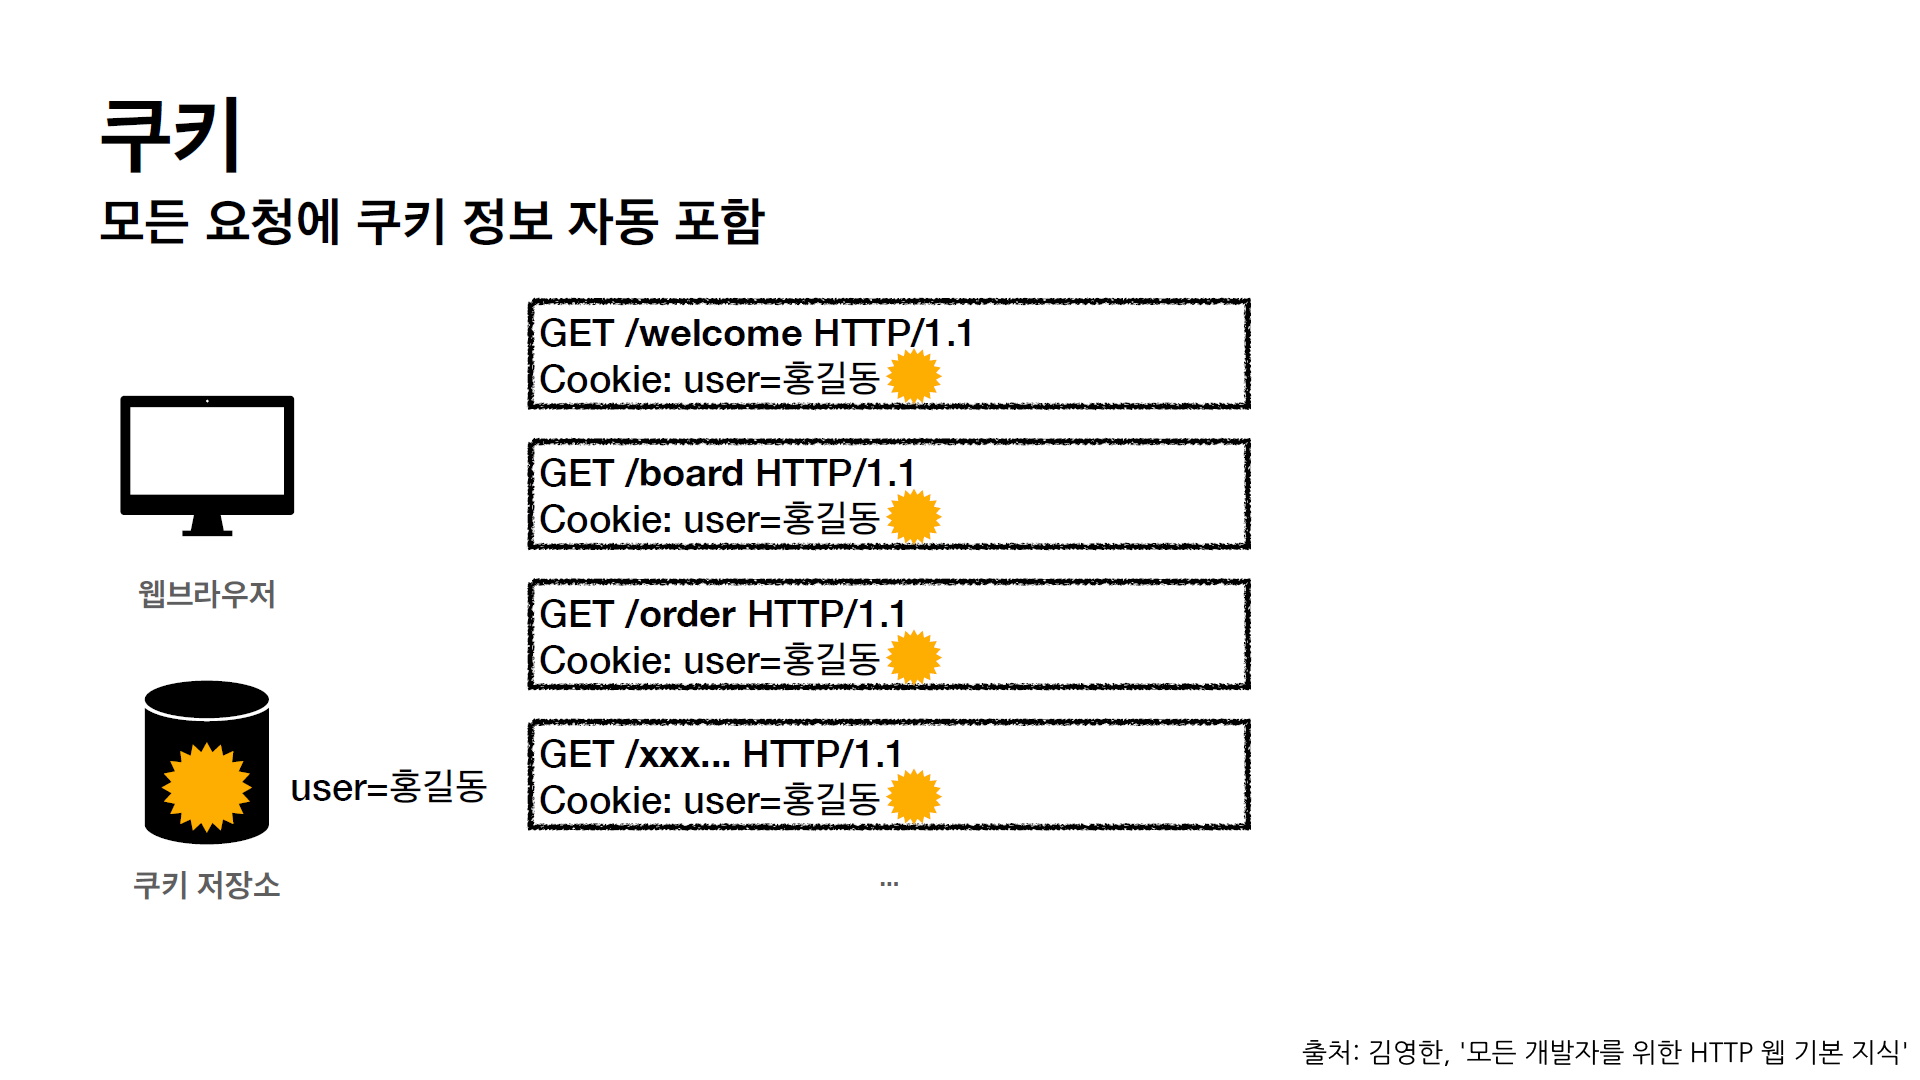 쿠키
모든 요청에 쿠키 정보 자동 포함
GET /welcome HTTP/1.1
Cookie: user=홍길동
GET /board HTTP/1.1
Cookie: user=홍길동
웹브라우저
GET /order HTTP/1.1
Cookie: user=홍길동
GET /xxx... HTTP/1.1
Cookie: user=홍길동
user=홍길동
쿠키 저장소
...
출처: 김영한, '모든 개발자를 위한 HTTP 웹 기본 지식'